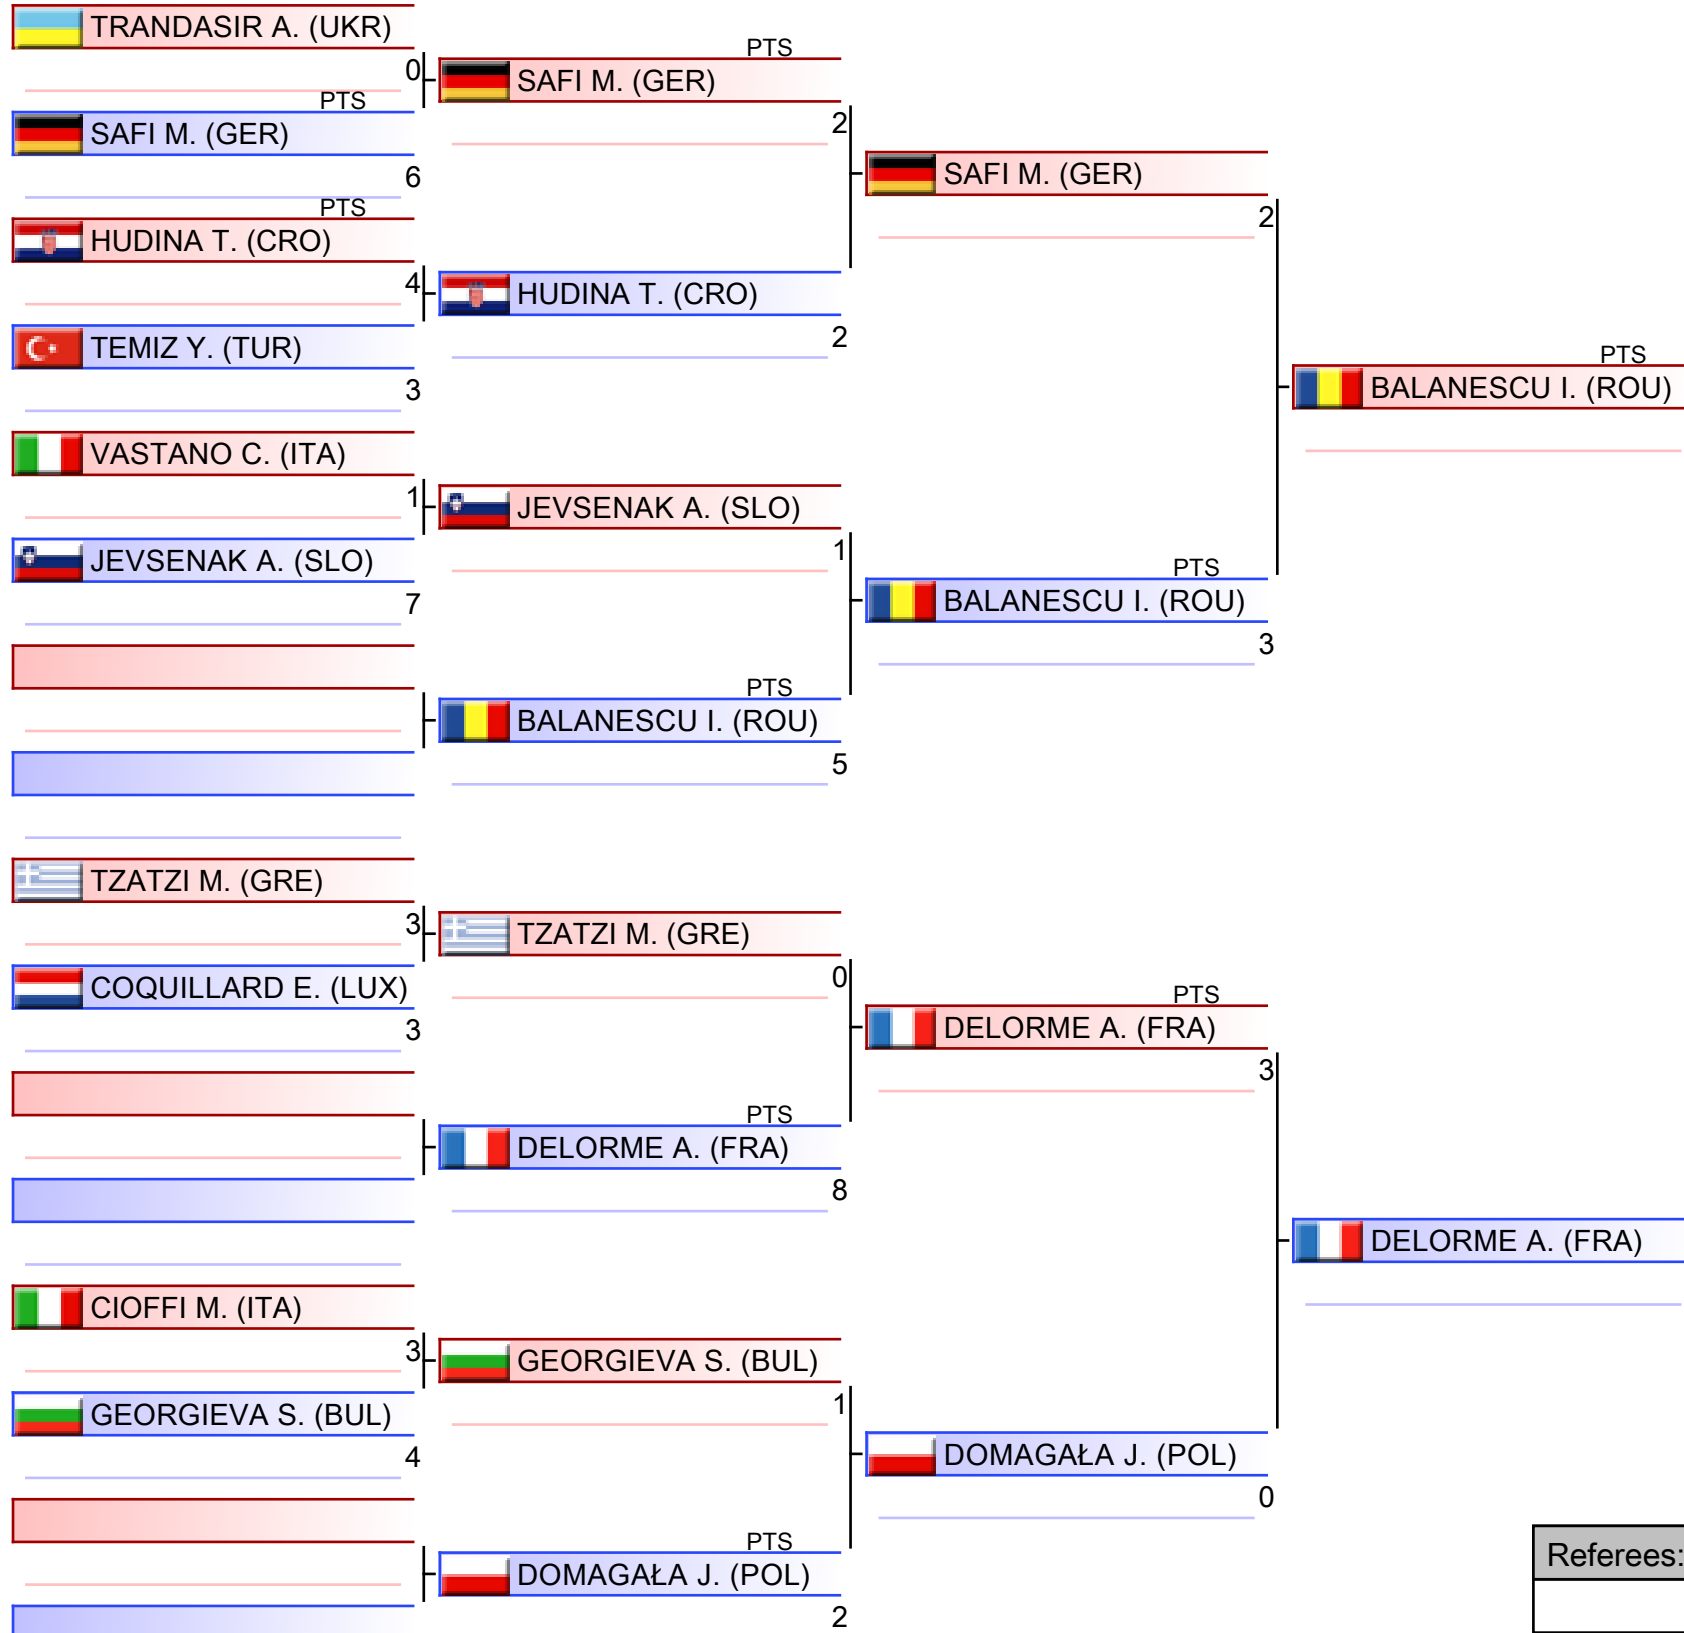 TRANDASIR A. (UKR)
0
PTS
SAFI M. (GER)
6
PTS
HUDINA T. (CRO)
4
TEMIZ Y. (TUR)
3
VASTANO C. (ITA)
1
JEVSENAK A. (SLO)
7
TZATZI M. (GRE)
3
COQUILLARD E. (LUX)
3
CIOFFI M. (ITA)
3
GEORGIEVA S. (BUL)
4
PTS
SAFI M. (GER)
2
HUDINA T. (CRO)
2
JEVSENAK A. (SLO)
1
PTS
BALANESCU I. (ROU)
5
TZATZI M. (GRE)
0
PTS
DELORME A. (FRA)
8
GEORGIEVA S. (BUL)
1
PTS
DOMAGAŁA J. (POL)
2
SAFI M. (GER)
2
PTS
BALANESCU I. (ROU)
3
PTS
DELORME A. (FRA)
3
DOMAGAŁA J. (POL)
0
PTS
BALANESCU I. (ROU)
DELORME A. (FRA)
Referees: